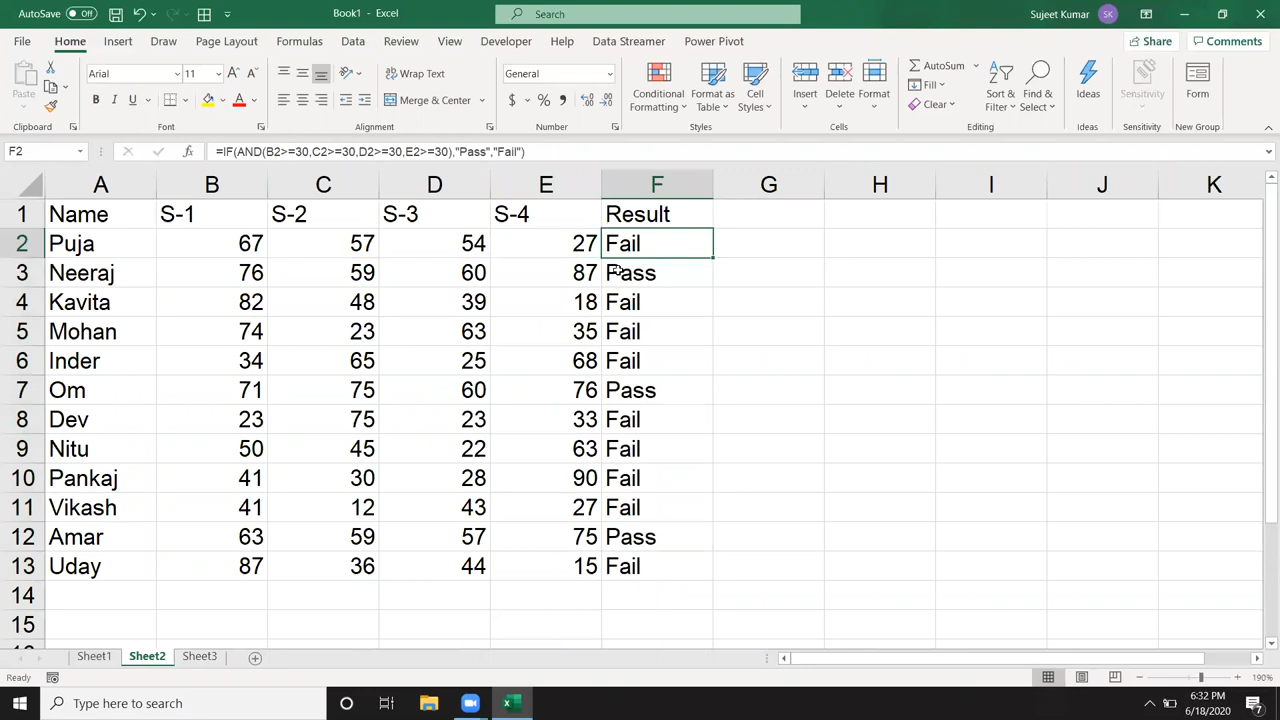 AutoSave Off Book1 - Excel Search Sujeet Kumar SK
File Home Insert Draw Page Layout Formulas Data Review View Developer Help Data Streamer Power Pivot Share Comments
Paste Arial 11 A A Wrap Text General Conditional Formatting Format as Table Cell Styles Insert Delete Format AutoSum Fill Clear Sort & Filter Find & Select Ideas Sensitivity Form
B I U A Merge & Center $ % 9
Clipboard Font Alignment Number Styles Cells Editing Ideas Sensitivity New Group
F2 fx =IF(AND(B2>=30,C2>=30,D2>=30,E2>=30),"Pass","Fail")
A B C D E F G H I J K
1 Name S-1 S-2 S-3 S-4 Result
2 Puja 67 57 54 27 Fail
3 Neeraj 76 59 60 87 Pass
4 Kavita 82 48 39 18 Fail
5 Mohan 74 23 63 35 Fail
6 Inder 34 65 25 68 Fail
7 Om 71 75 60 76 Pass
8 Dev 23 75 23 33 Fail
9 Nitu 50 45 22 63 Fail
10 Pankaj 41 30 28 90 Fail
11 Vikash 41 12 43 27 Fail
12 Amar 63 59 57 75 Pass
13 Uday 87 36 44 15 Fail
14
15
Sheet1 Sheet2 Sheet3
Ready 190%
Type here to search 6:32 PM
6/18/2020 7